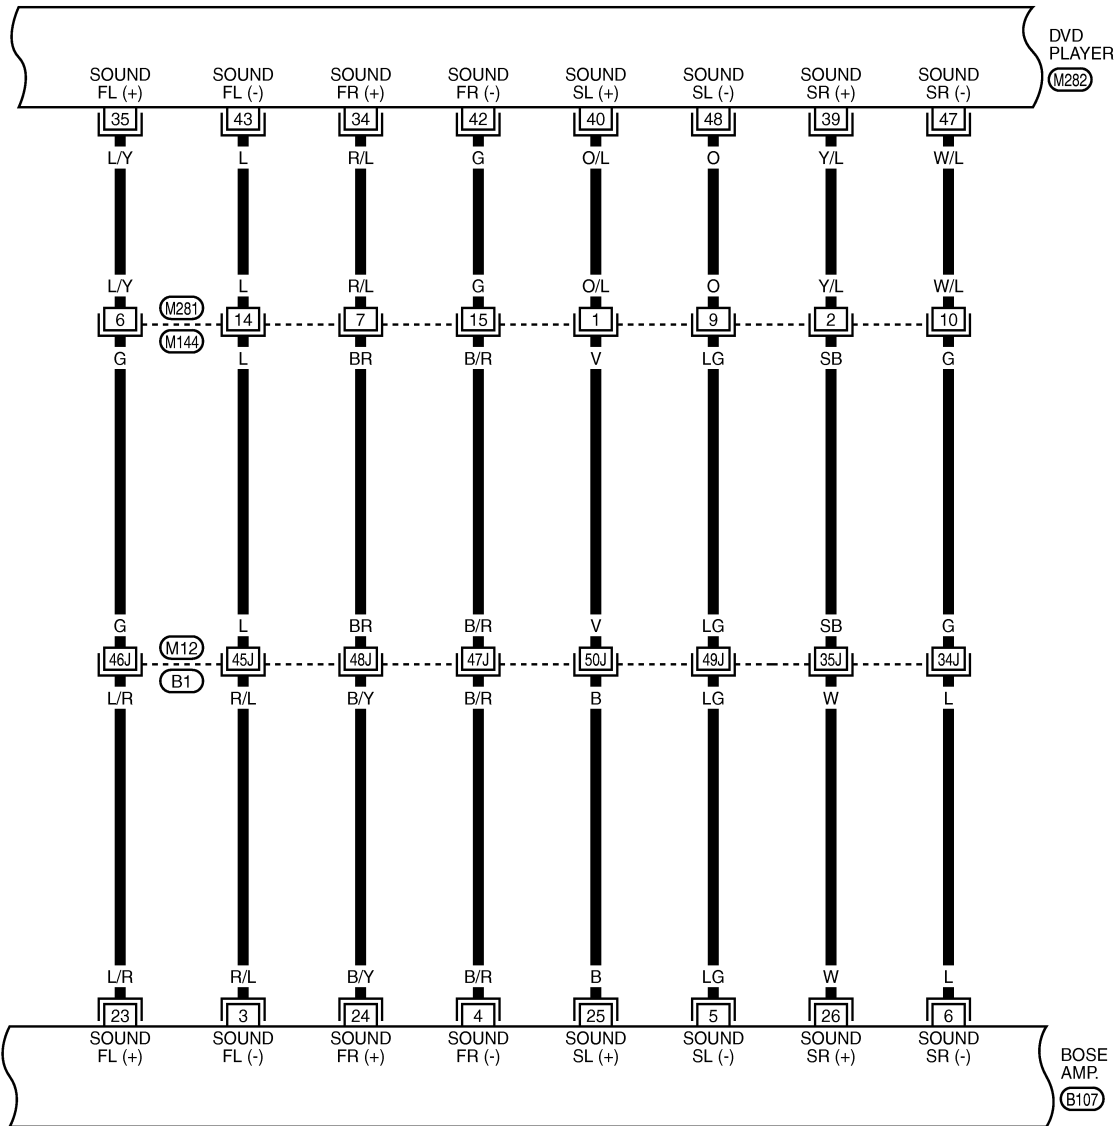 DVD
PLAYER
M282
SOUND SOUND SOUND SOUND SOUND SOUND SOUND SOUND
FL (+) FL (-) FR (+) FR (-) SL (+) SL (-) SR (+) SR (-)
35 43 34 42 40 48 39 47
L/Y L R/L G O/L O Y/L W/L
L/Y L R/L G O/L O Y/L W/L
M281
6 14 7 15 1 9 2 10
M144
G L BR B/R V LG SB G
G L BR B/R V LG SB G
M12
46J 45J 48J 47J 50J 49J 35J 34J
B1
L/R R/L B/Y B/R B LG W L
L/R R/L B/Y B/R B LG W L
23 3 24 4 25 5 26 6
SOUND SOUND SOUND SOUND SOUND SOUND SOUND SOUND
FL (+) FL (-) FR (+) FR (-) SL (+) SL (-) SR (+) SR (-)
BOSE
AMP.
B107